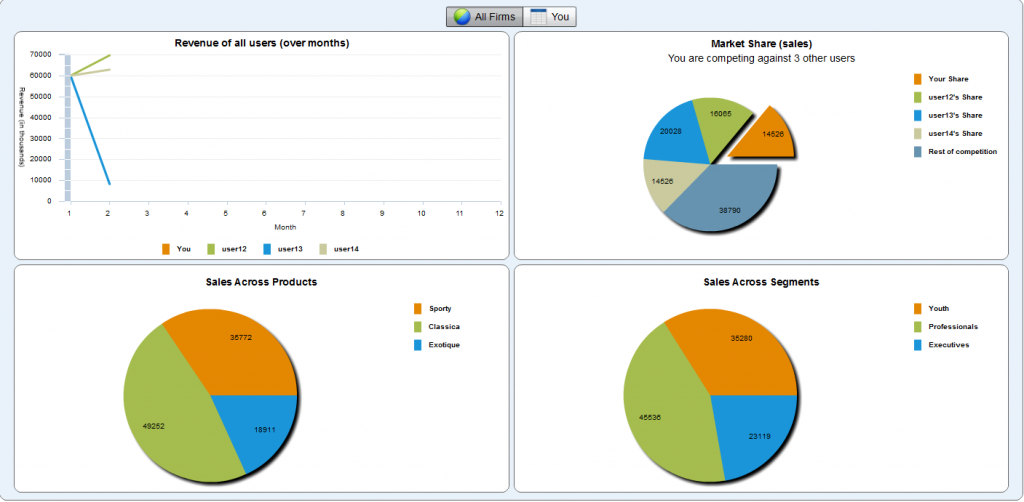 All Firms
You
Revenue of all users (over months)
70000
60000
50000
40000
30000
20000
10000
0
Revenue (in thousands)
1 2 3 4 5 6 7 8 9 10 11 12
Month
You user12 user13 user14
Market Share (sales)
You are competing against 3 other users
16065
20028
14526
14526
38790
Your Share
user12's Share
user13's Share
user14's Share
Rest of competition
Sales Across Products
35772
49252
18911
Sporty
Classica
Exotique
Sales Across Segments
35280
45536
23119
Youth
Professionals
Executives